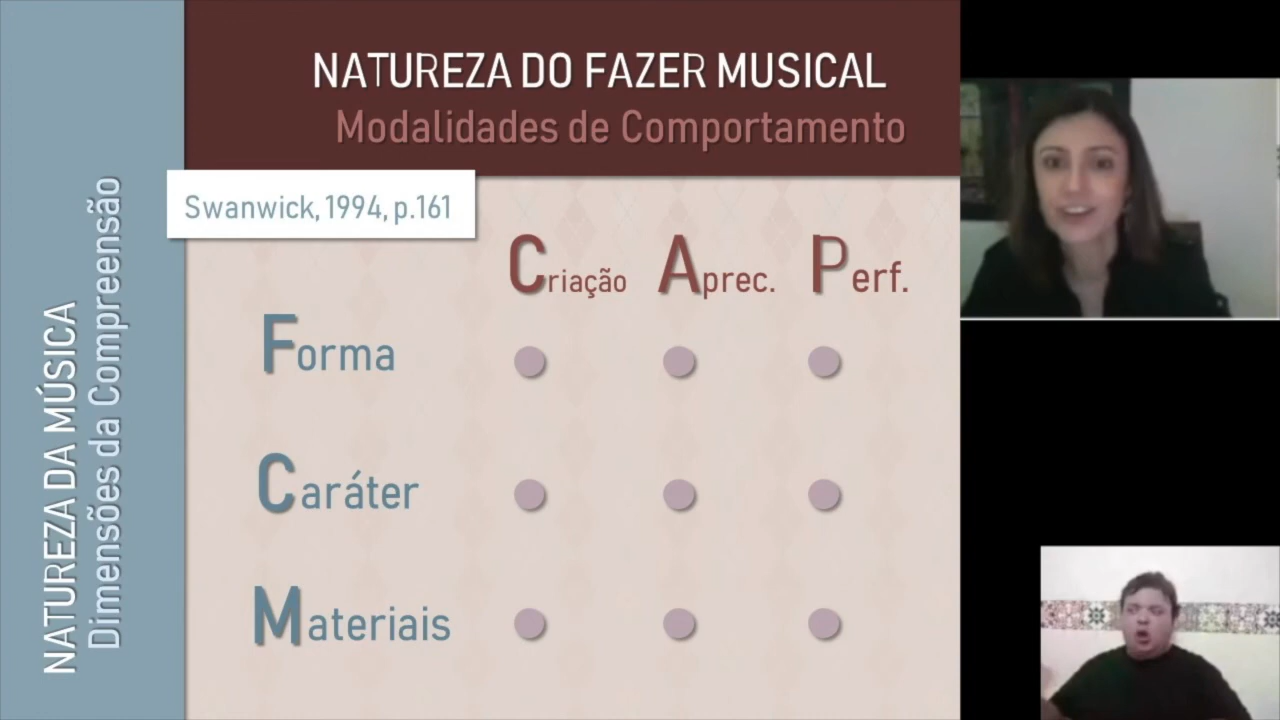 NATUREZA DO FAZER MUSICAL
Modalidades de Comportamento
Swanwick, 1994, p.161
NATUREZA DA MÚSICA
Dimensões da Compreensão
Criação Aprec. Perf.
Forma
Caráter
Materiais